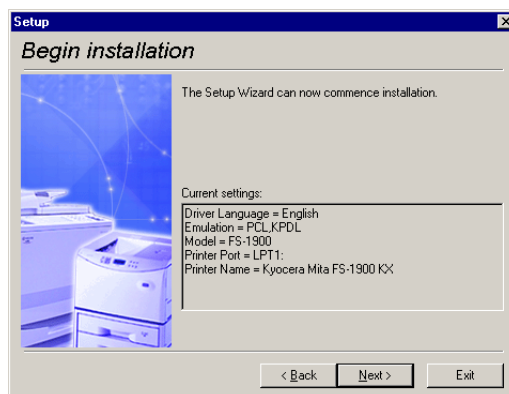 Setup
Begin installation
The Setup Wizard can now commence installation.
Current settings:
Driver Language = English
Emulation = PCL,KPDL
Model = FS-1900
Printer Port = LPT1:
Printer Name = Kyocera Mita FS-1900 KX
< Back
Next >
Exit